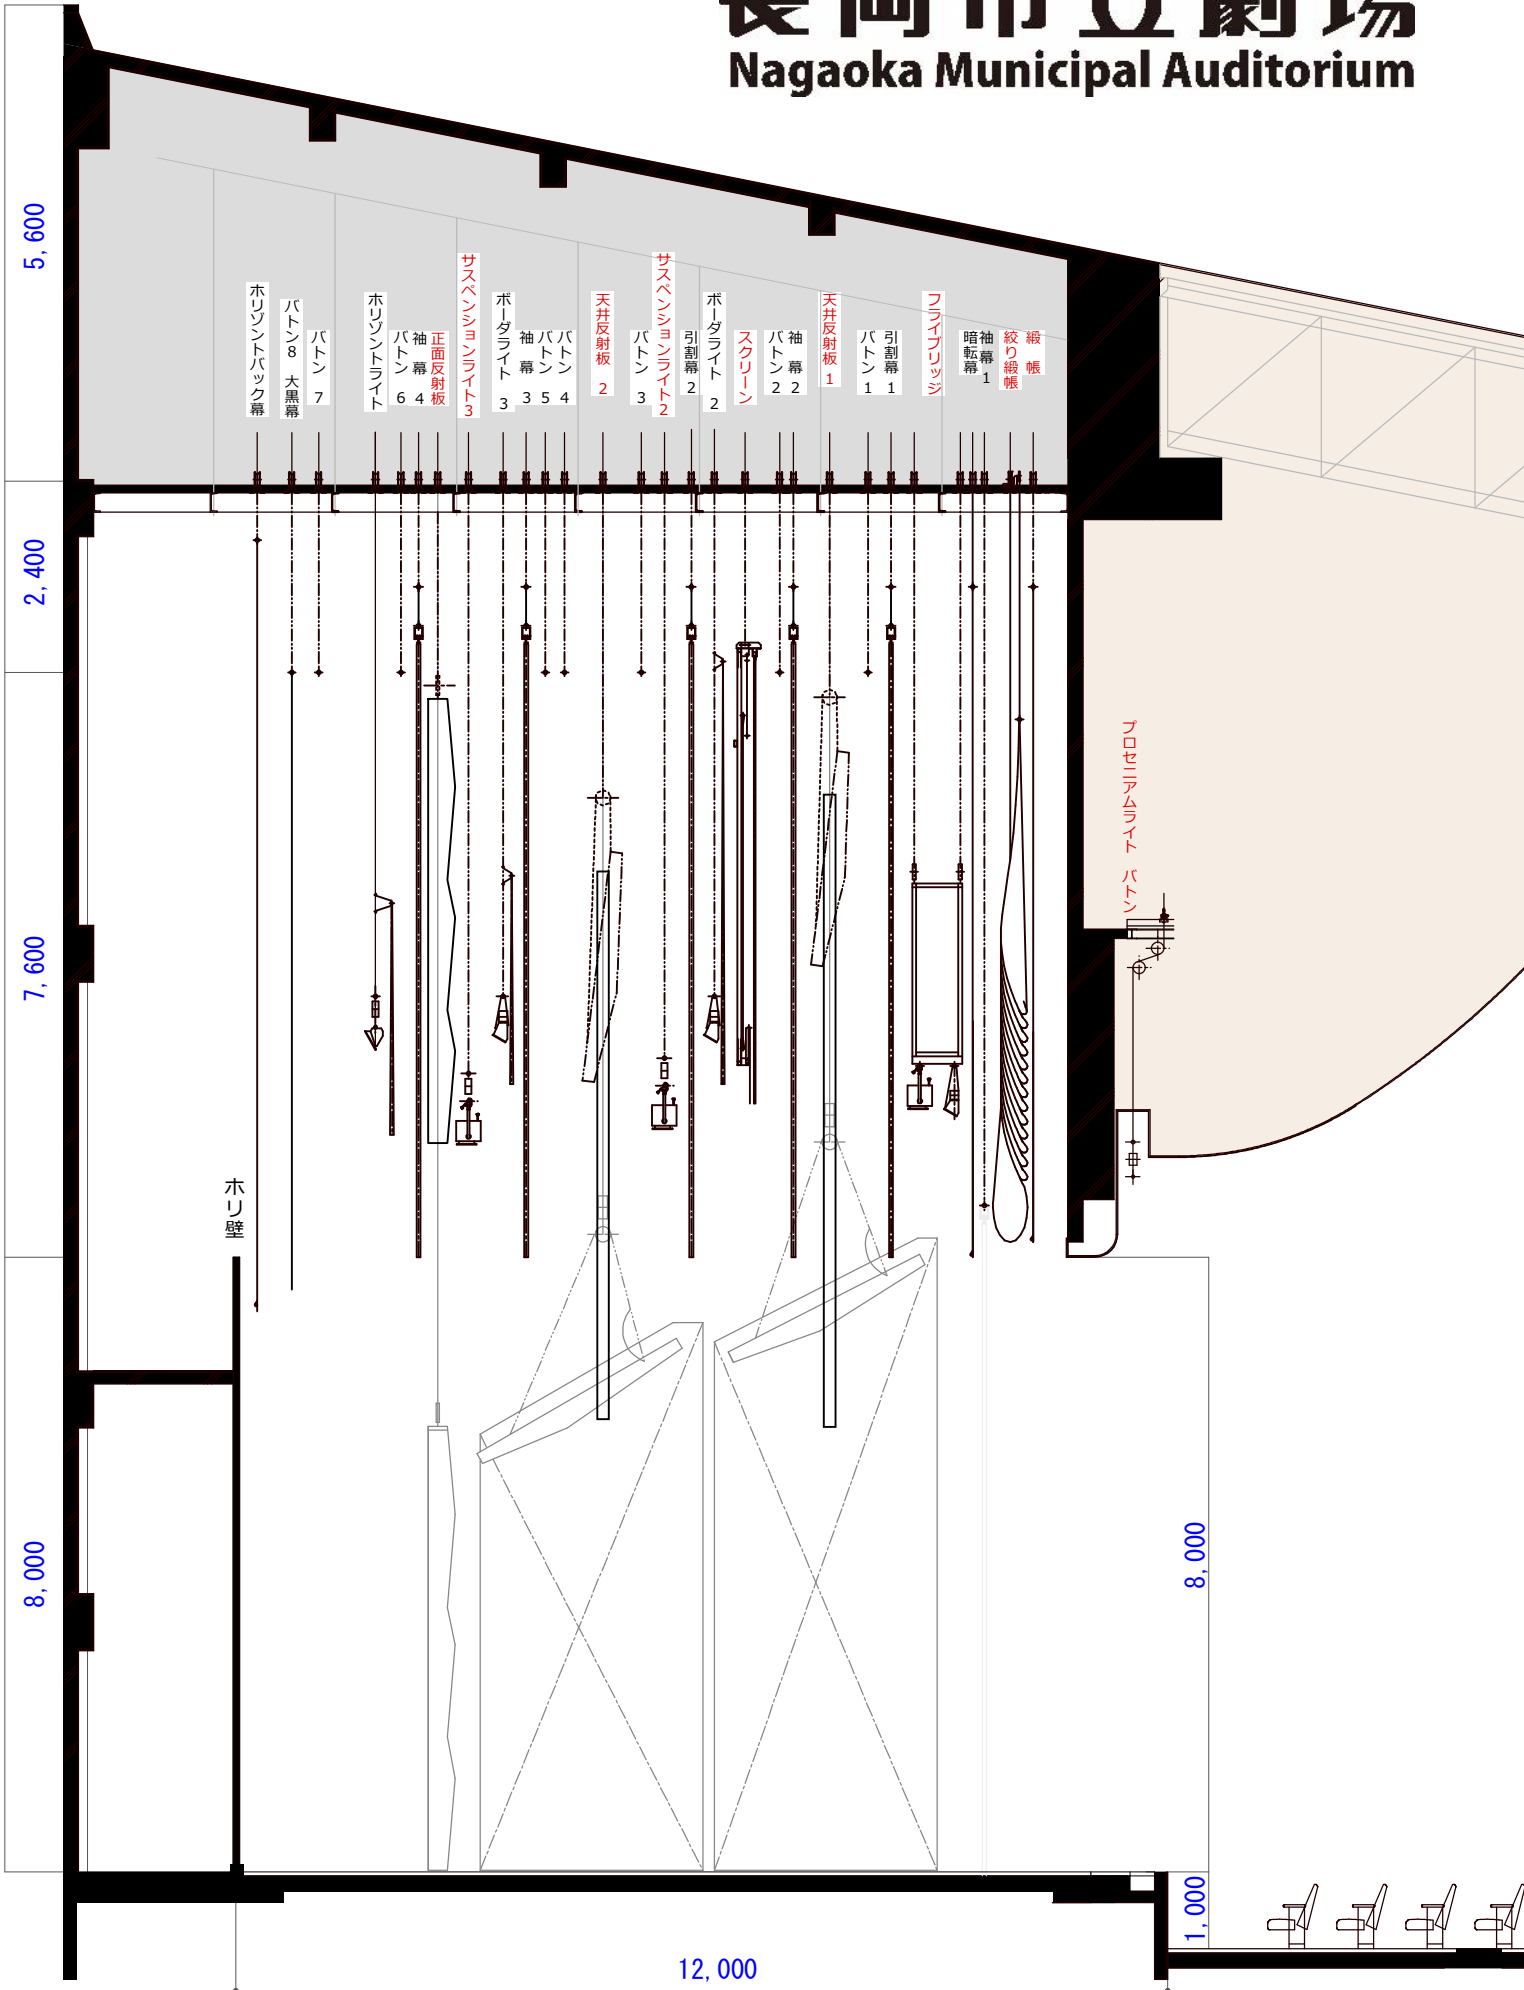 長岡市立劇場
Nagaoka Municipal Auditorium
5,600
2,400
7,600
8,000
ホリゾントバック幕
バトン8 大黒幕
バトン 7
ホリゾントライト
バトン 6
袖 幕 4
正面反射板
サスペンションライト3
ボーダライト 3
袖 幕 3
バトン 5
バトン 4
天井反射板 2
バトン 3
サスペンションライト2
引割幕 2
ボーダライト 2
スクリーン
バトン 2
袖 幕 2
天井反射板 1
バトン 1
引割幕 1
フライブリッジ
暗転幕
袖 幕 1
絞り緞帳
緞 帳
プロセニアムライト バトン
ホリ壁
8,000
1,000
12,000